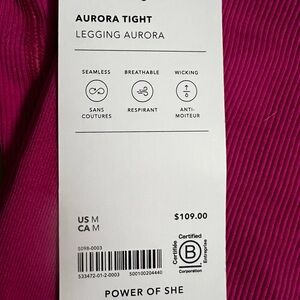 AURORA TIGHT
LEGGING AURORA
SEAMLESS BREATHABLE WICKING
SANS COUTURES RESPIRANT ANTI-MOITEUR
US M
CA M
$109.00
Certified
B
Corporation
Certifiée
Entreprise
5098-0003
533472-01-2-0003 500100204440
POWER OF SHE